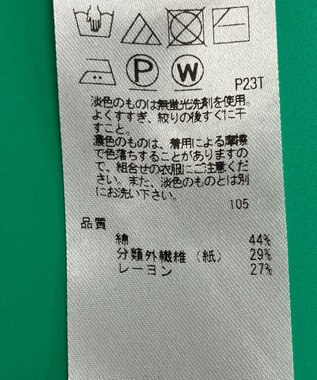 P W
P23T
淡色のものは無蛍光洗剤を使用。
よくすすぎ、絞りの後すぐに干
すこと。
濃色のものは、着用による摩擦
で色落ちすることがありますの
で、組合せの衣服にご注意くだ
さい。また、淡色のものとは別
にお洗い下さい。
105
品質
綿 44%
分類外繊維（紙） 29%
レーヨン 27%